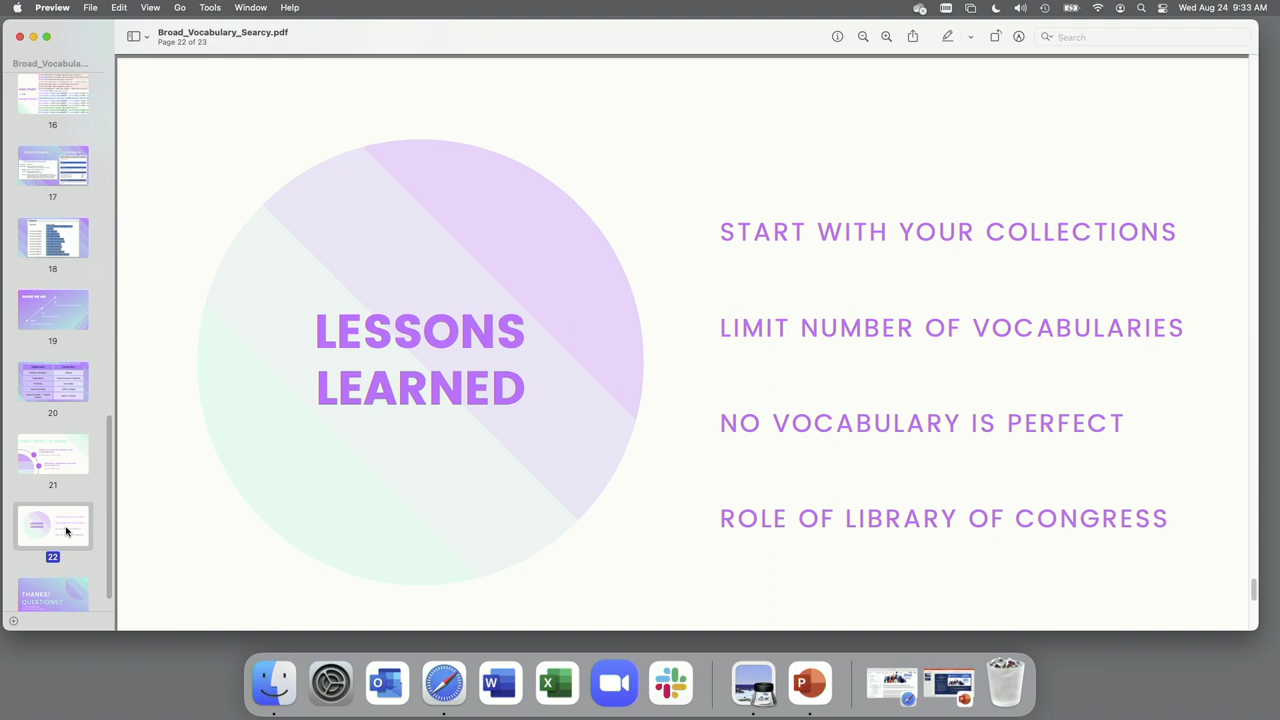 Preview File Edit View Go Tools Window Help
Wed Aug 24 9:33 AM
Broad_Vocabulary_Searcy.pdf
Page 22 of 23
Search
Broad_Vocabula...
16
17
18
19
20
21
22
THANKS!
QUESTIONS?
LESSONS
LEARNED
START WITH YOUR COLLECTIONS
LIMIT NUMBER OF VOCABULARIES
NO VOCABULARY IS PERFECT
ROLE OF LIBRARY OF CONGRESS